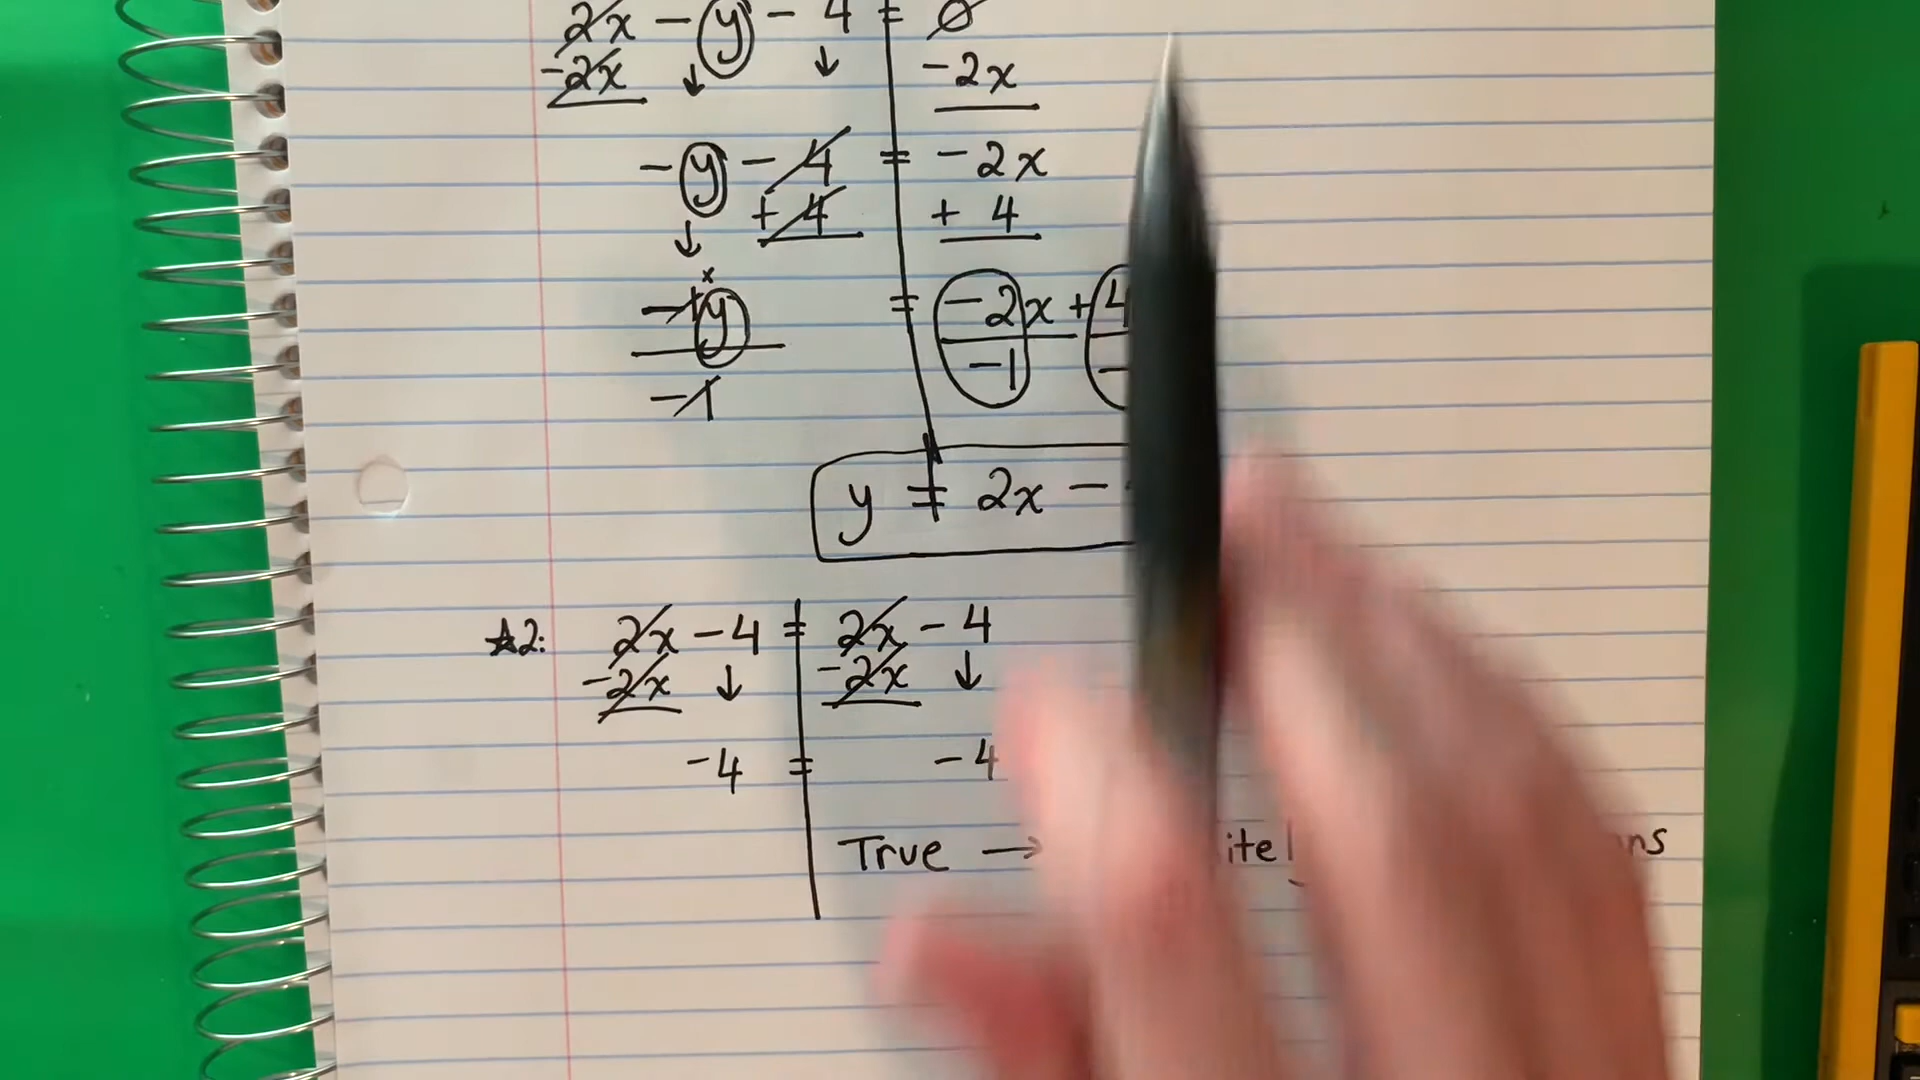 2x - y - 4 = 0
-2x -2x
-y - 4 = -2x
+ 4 + 4
-1y = -2x + 4
-1 -1 -
y = 2x -
☆2: 2x - 4 = 2x - 4
-2x -2x
-4 = -4
True →